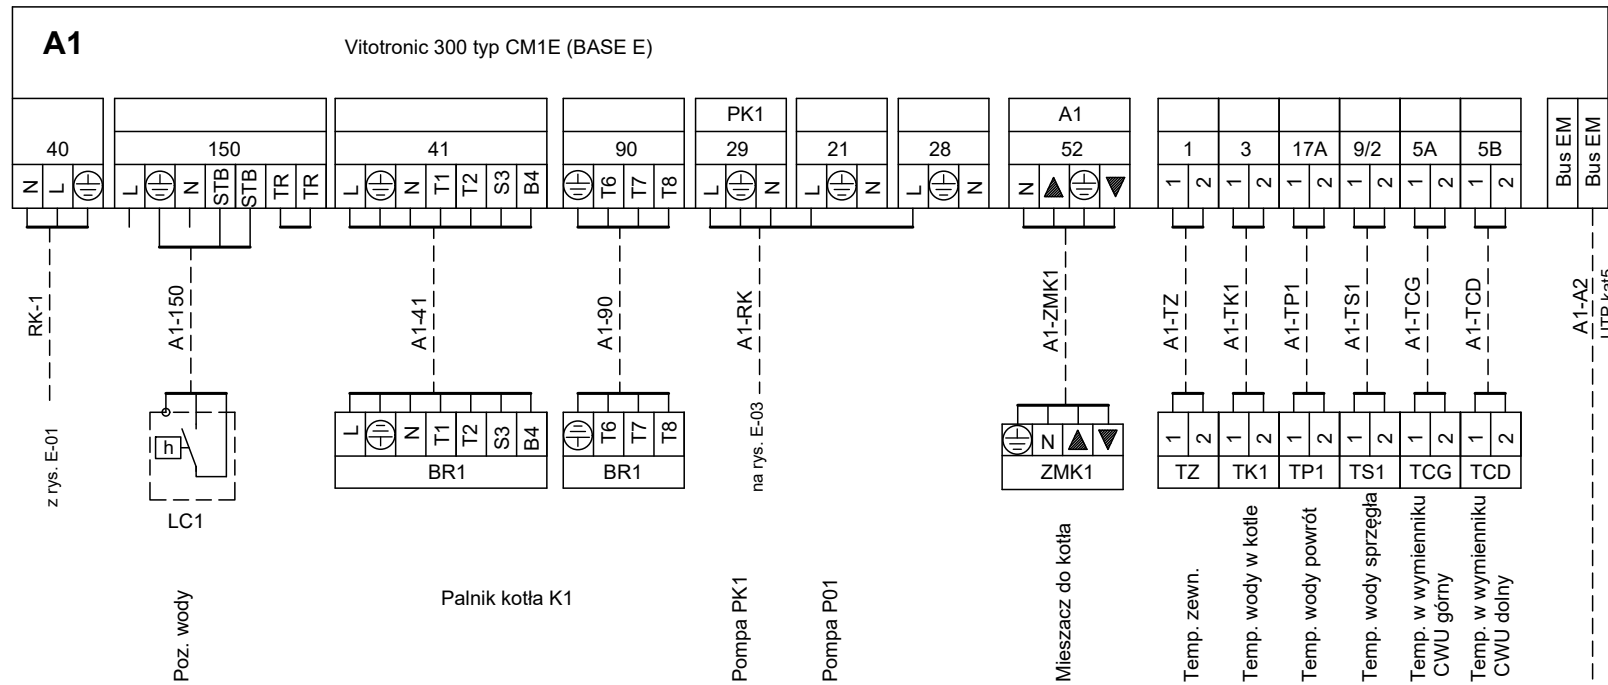 A1
Vitotronic 300 typ CM1E (BASE E)
PK1
A1
40
150
41
90
29
21
28
52
1
3
17A
9/2
5A
5B
Bus EM
Bus EM
N L
L N STB STB TR TR
L N T1 T2 S3 B4
T6 T7 T8
L N
L N
L N
N
1 2
1 2
1 2
1 2
1 2
1 2
RK-1
A1-150
A1-41
A1-90
A1-RK
A1-ZMK1
A1-TZ
A1-TK1
A1-TP1
A1-TS1
A1-TCG
A1-TCD
A1-A2
UTP kat5
z rys. E-01
h
LC1
L N T1 T2 S3 B4
BR1
T6 T7 T8
BR1
na rys. E-03
N
ZMK1
1 2
TZ
1 2
TK1
1 2
TP1
1 2
TS1
1 2
TCG
1 2
TCD
Poz. wody
Palnik kotła K1
Pompa PK1
Pompa P01
Mieszacz do kotła
Temp. zewn.
Temp. wody w kotle
Temp. wody powrót
Temp. wody sprzęgła
Temp. w wymienniku
CWU górny
Temp. w wymienniku
CWU dolny